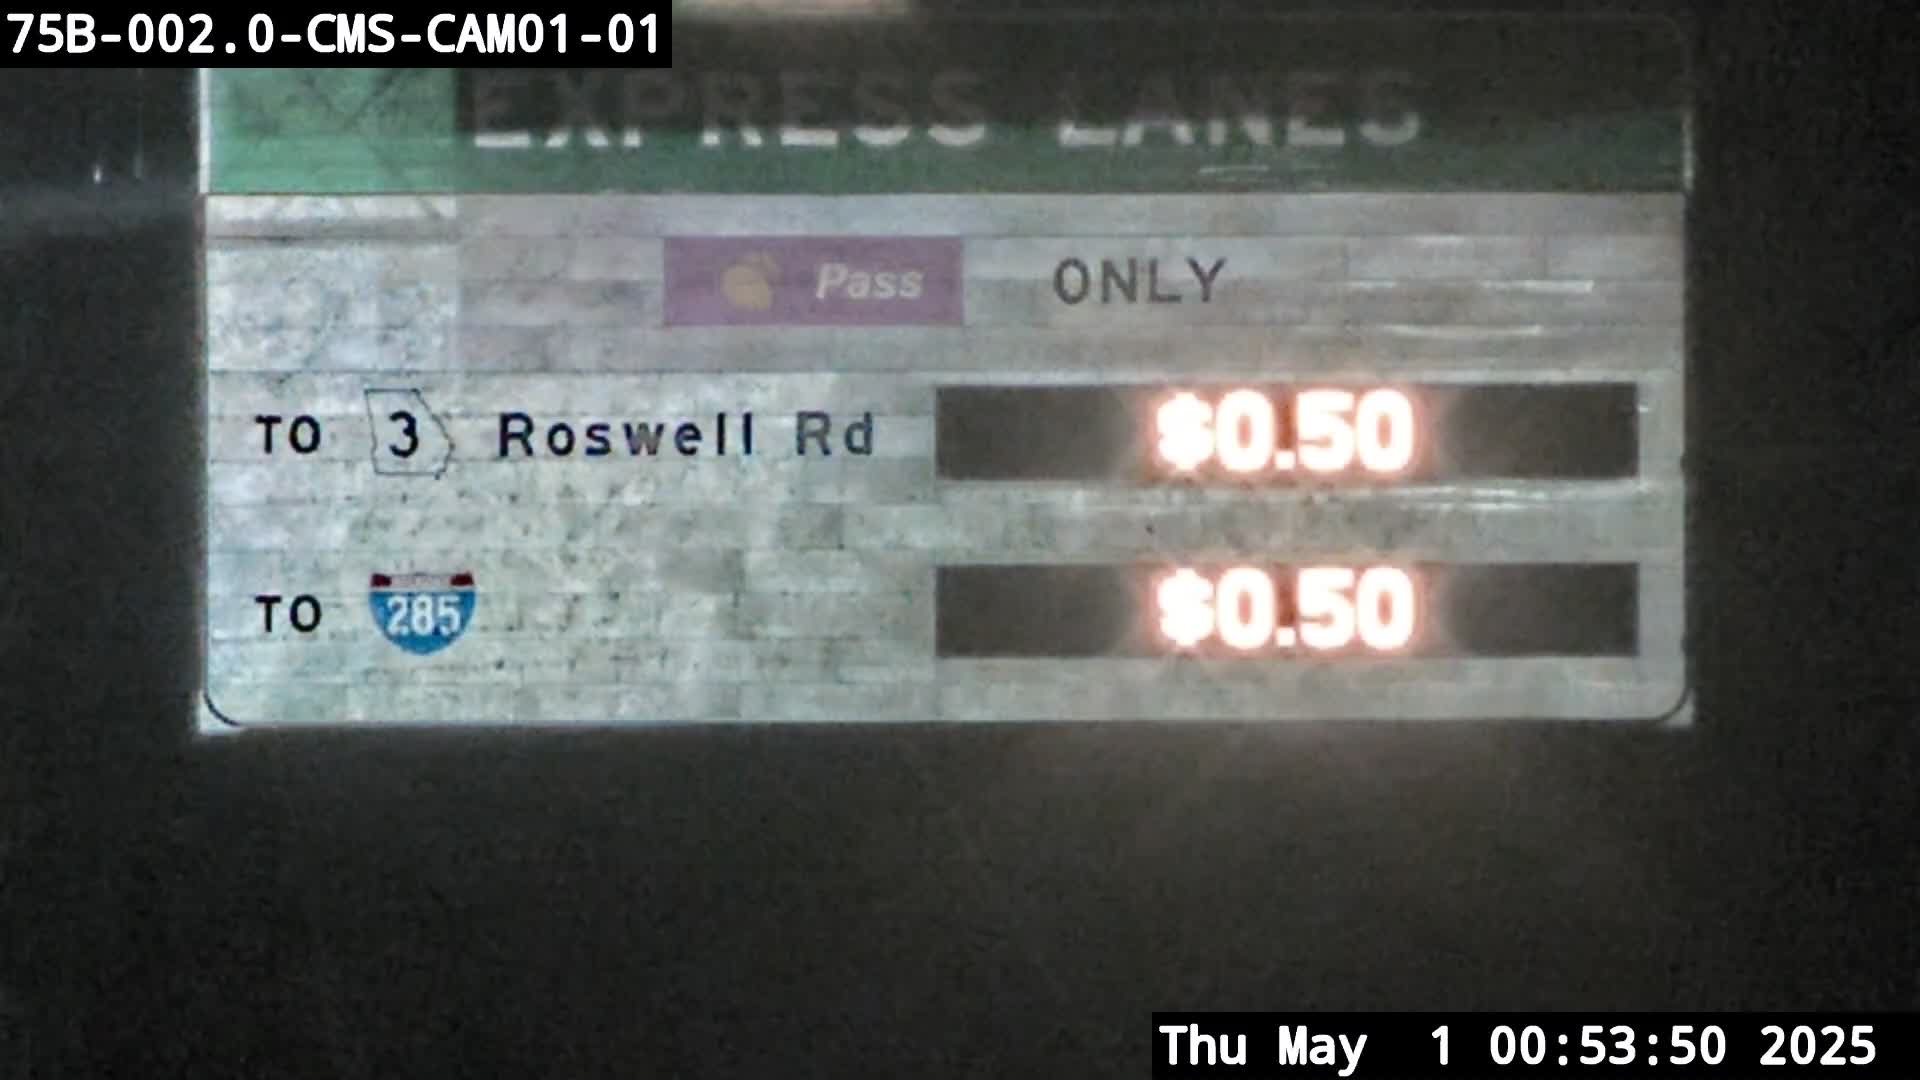 75B-002.0-CMS-CAM01-01
EXPRESS LANES
Pass ONLY
TO 3 Roswell Rd $0.50
TO 285 $0.50
Thu May 1 00:53:50 2025